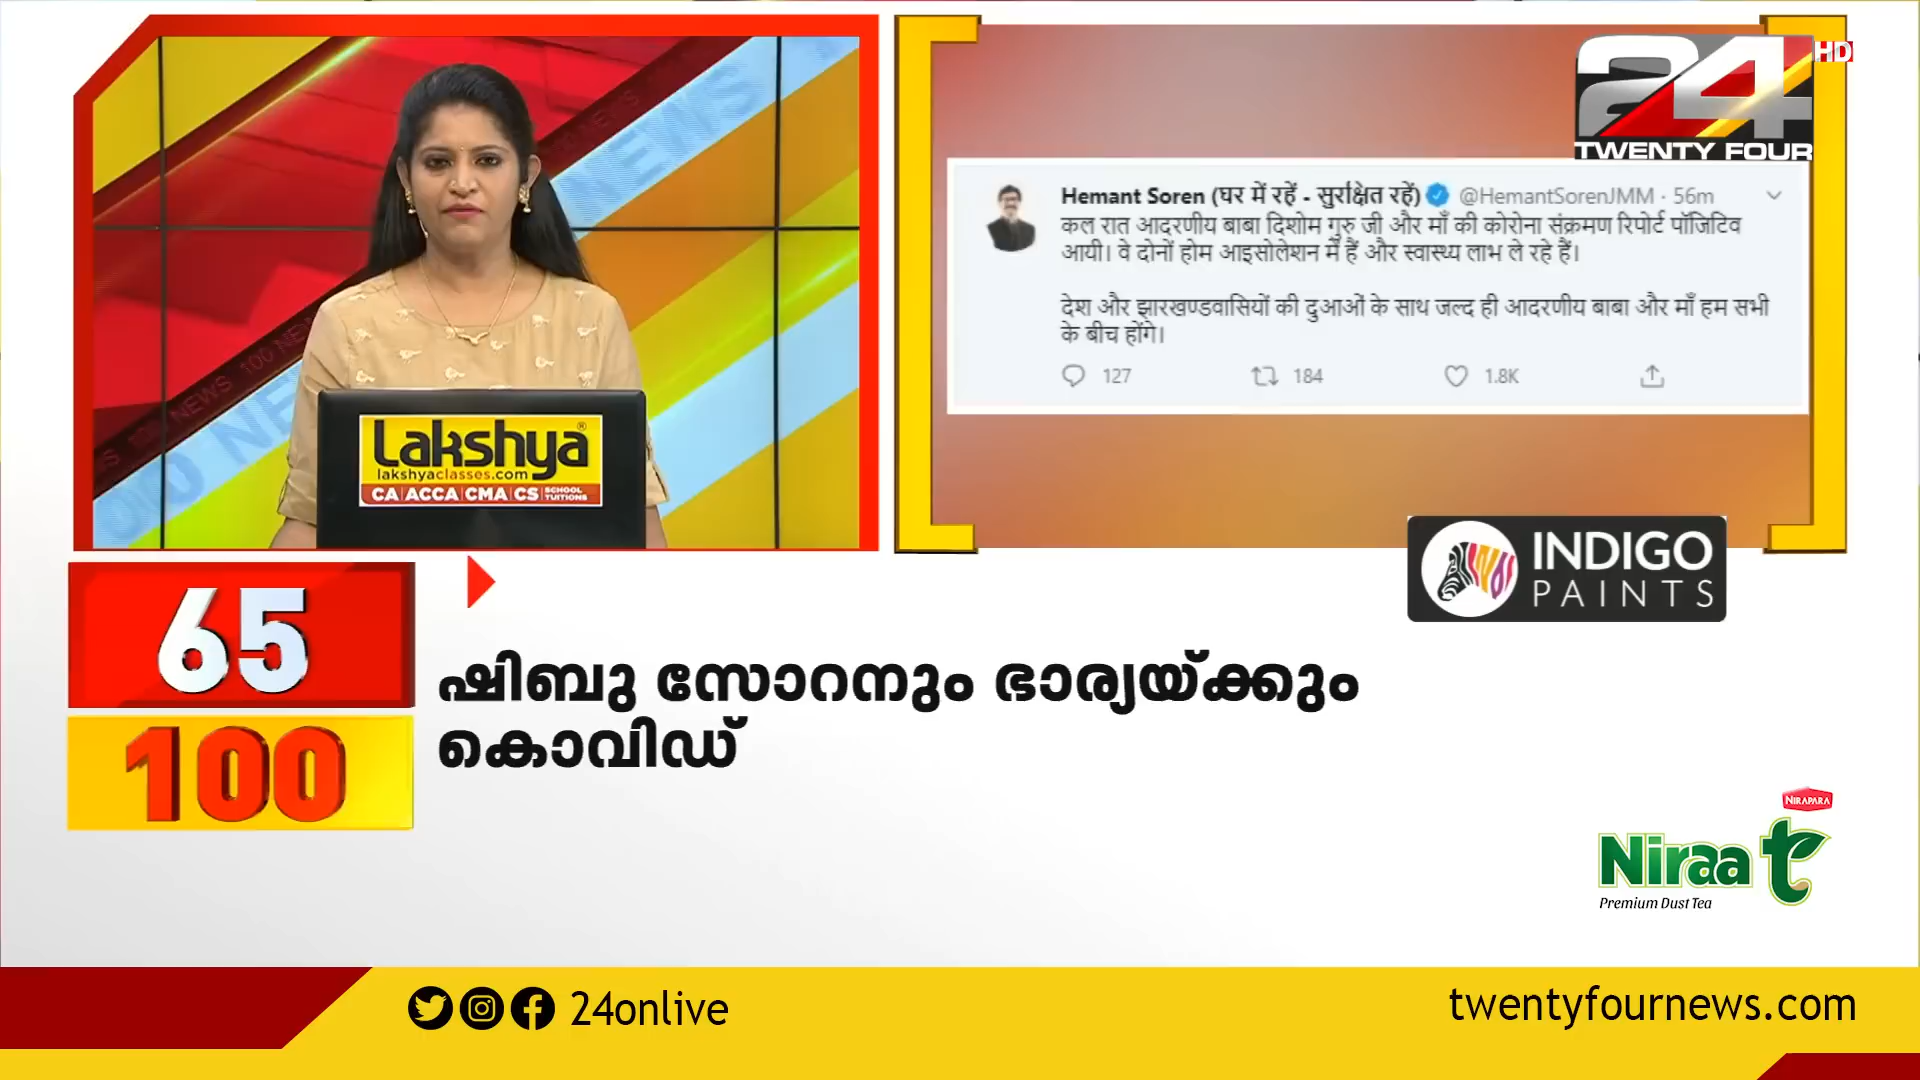 24 HD
TWENTY FOUR
NEWS
100 NEWS
Lakshya®
lakshyaclasses.com
CA|ACCA|CMA|CS|SCHOOL TUITIONS
Hemant Soren (घर में रहें - सुरक्षित रहें) @HemantSorenJMM · 56m
कल रात आदरणीय बाबा दिशोम गुरु जी और माँ की कोरोना संक्रमण रिपोर्ट पॉजिटिव
आयी। वे दोनों होम आइसोलेशन में हैं और स्वास्थ्य लाभ ले रहे हैं।
देश और झारखण्डवासियों की दुआओं के साथ जल्द ही आदरणीय बाबा और माँ हम सभी
के बीच होंगे।
127 184 1.8K
INDIGO
PAINTS
65
100
ഷിബു സോറനും ഭാര്യയ്ക്കും
കൊവിഡ്
NIRAPARA
Niraa t
Premium Dust Tea
24onlive
twentyfournews.com